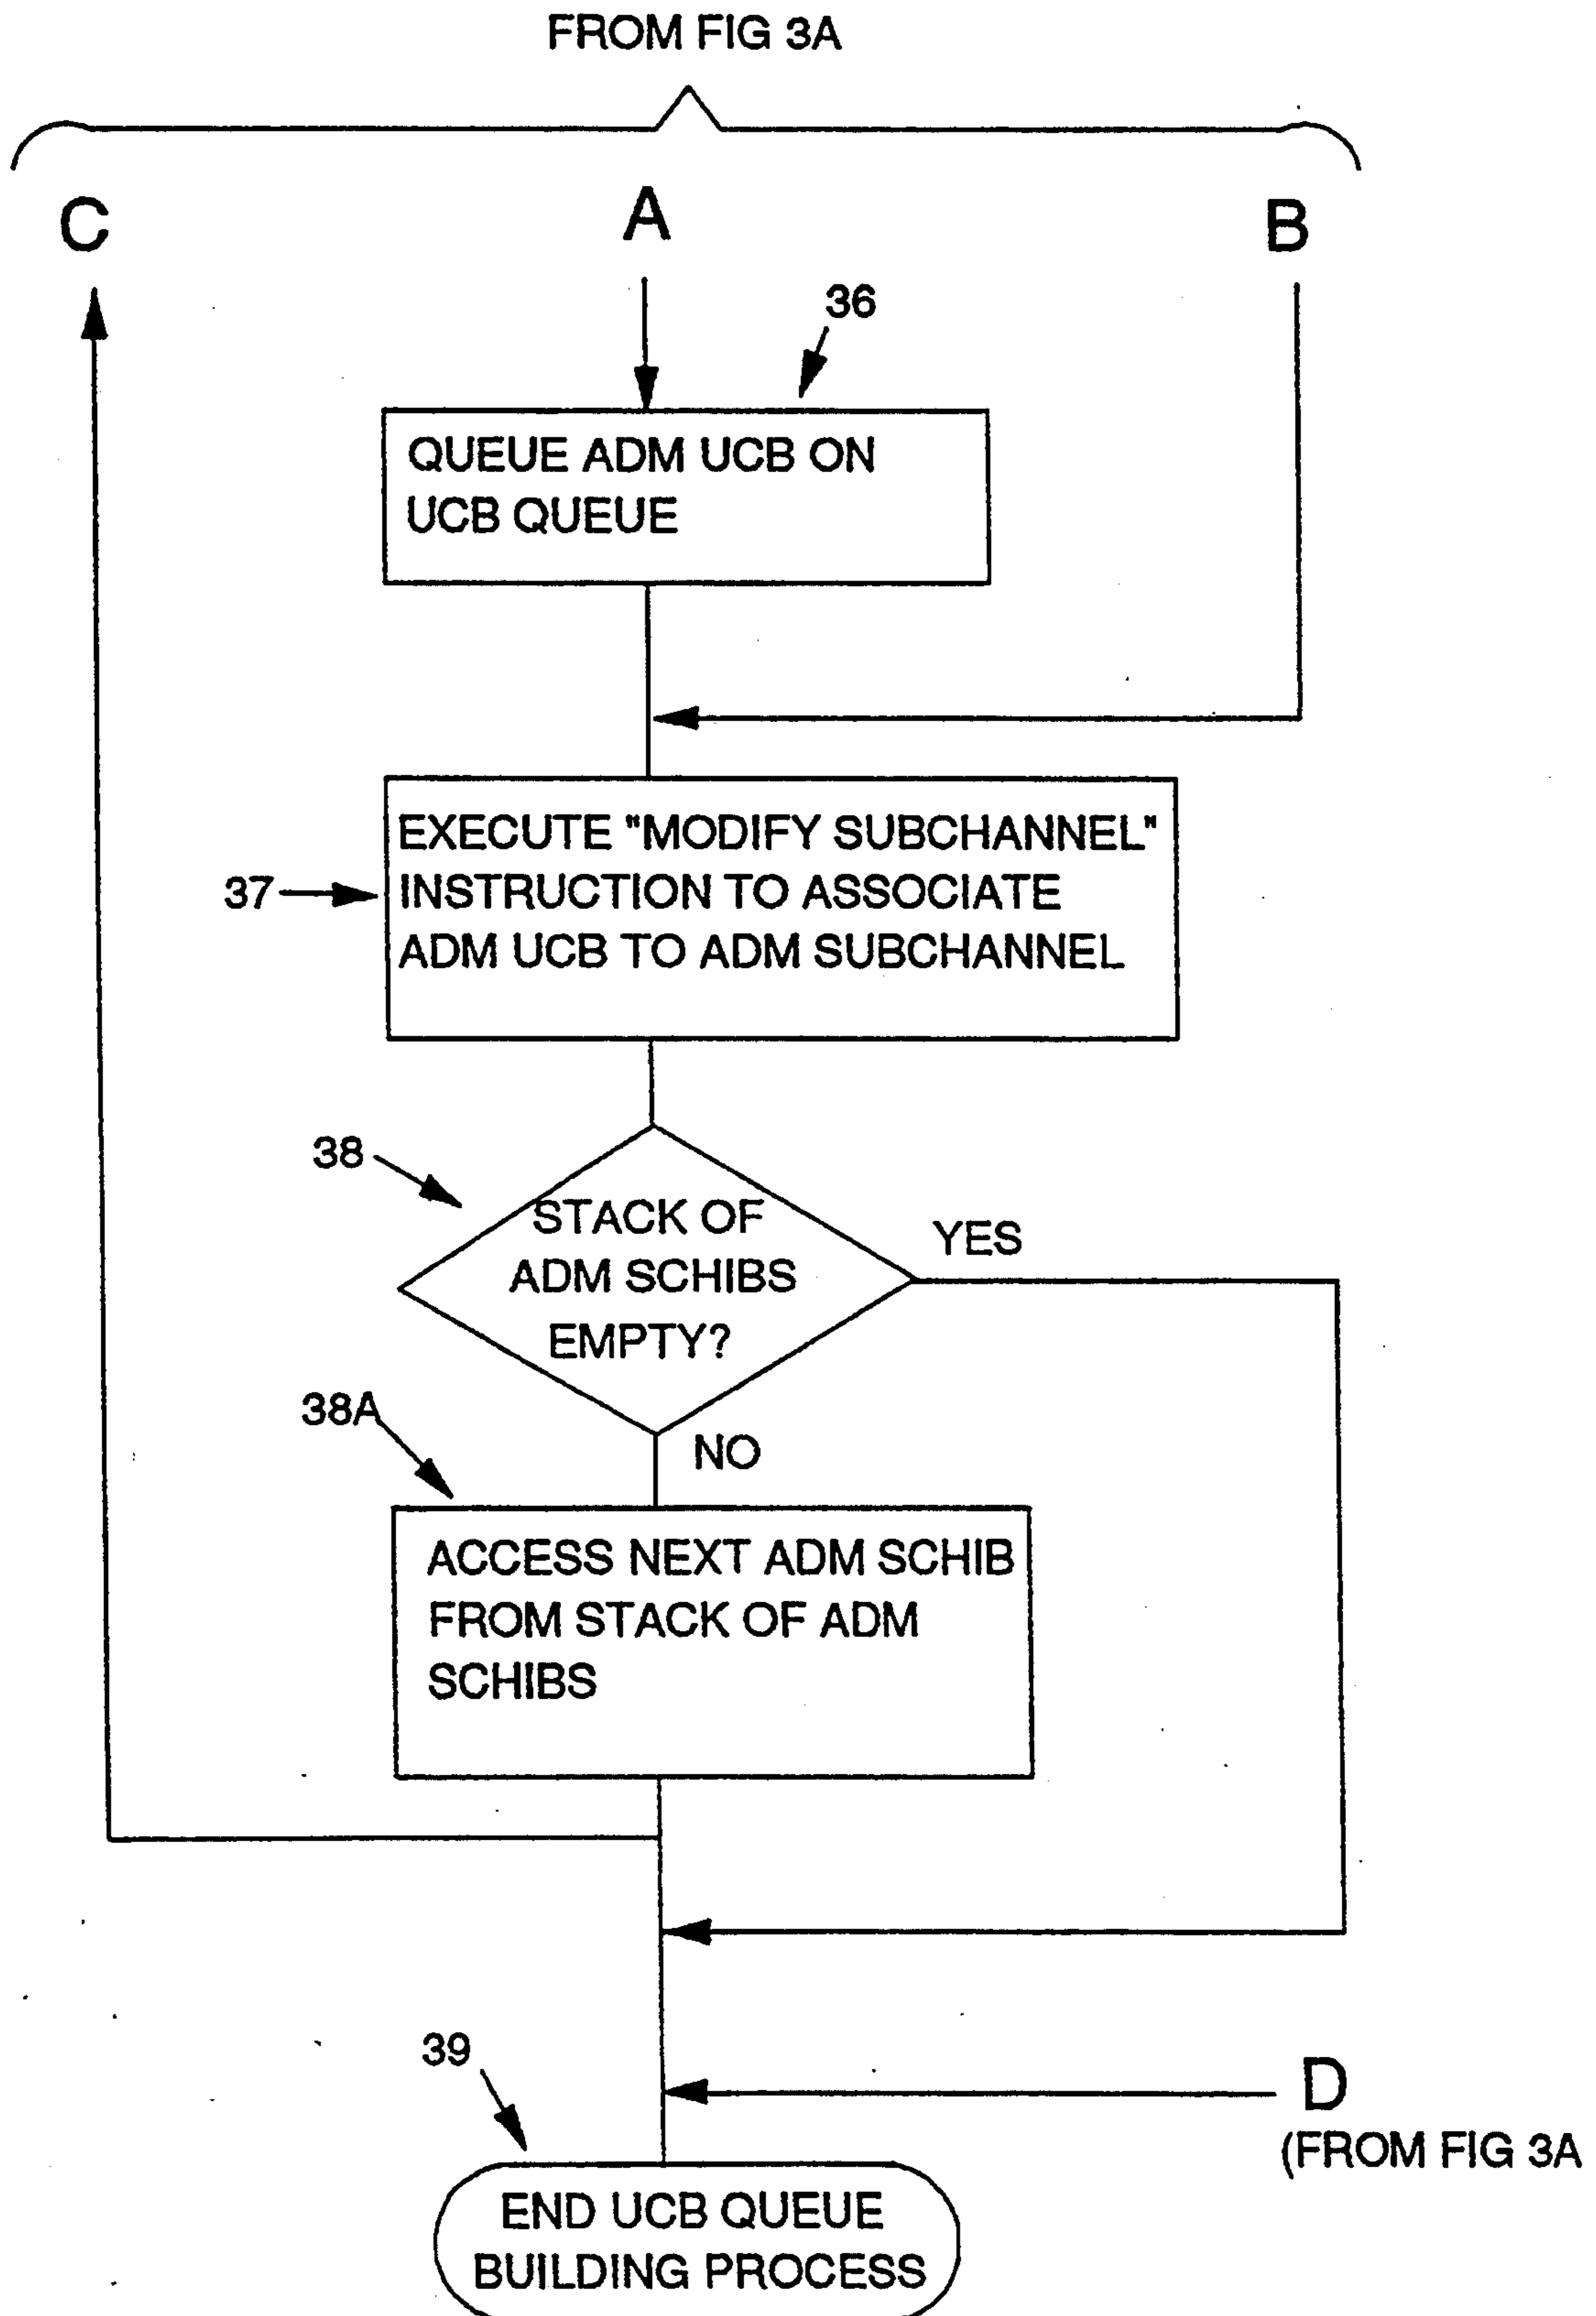 FROM FIG 3A
C
A
B
36
QUEUE ADM UCB ON
UCB QUEUE
EXECUTE "MODIFY SUBCHANNEL"
37
INSTRUCTION TO ASSOCIATE
ADM UCB TO ADM SUBCHANNEL
38
STACK OF
ADM SCHIBS
EMPTY?
YES
38A
NO
ACCESS NEXT ADM SCHIB
FROM STACK OF ADM
SCHIBS
39
D
(FROM FIG 3A
END UCB QUEUE
BUILDING PROCESS